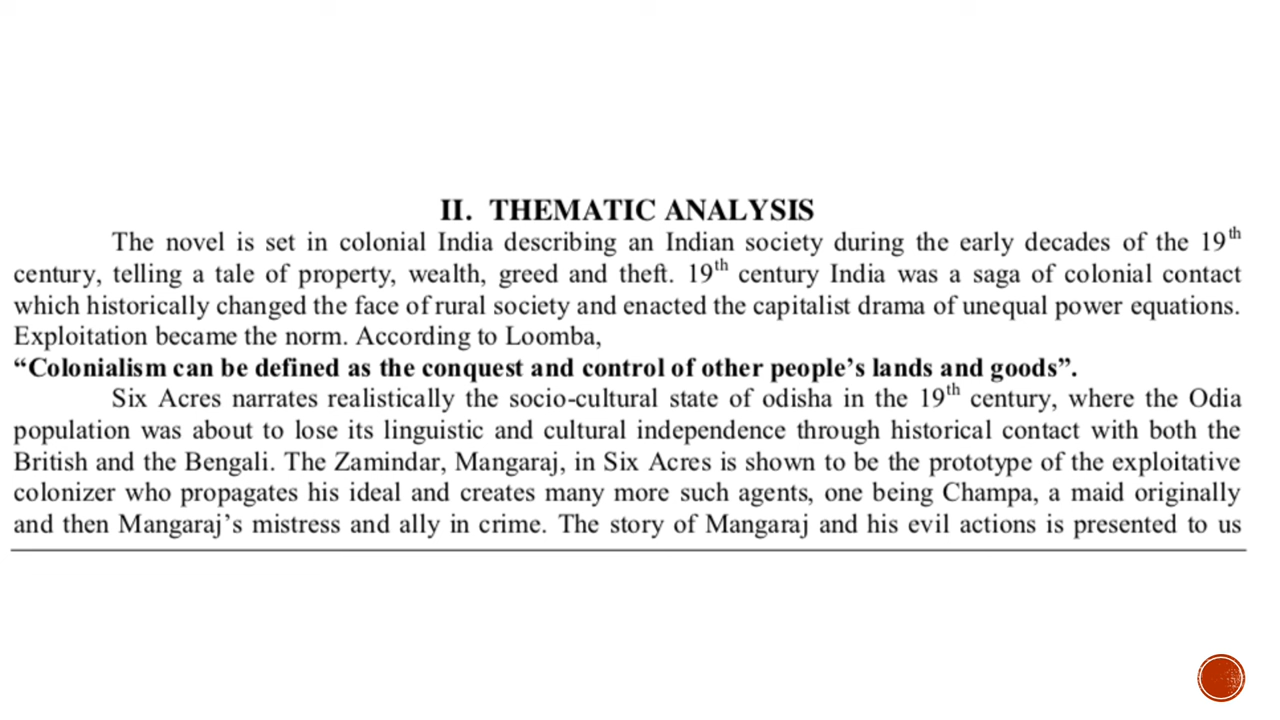 II. THEMATIC ANALYSIS
The novel is set in colonial India describing an Indian society during the early decades of the 19th
century, telling a tale of property, wealth, greed and theft. 19th century India was a saga of colonial contact
which historically changed the face of rural society and enacted the capitalist drama of unequal power equations.
Exploitation became the norm. According to Loomba,
“Colonialism can be defined as the conquest and control of other people’s lands and goods”.
Six Acres narrates realistically the socio-cultural state of odisha in the 19th century, where the Odia
population was about to lose its linguistic and cultural independence through historical contact with both the
British and the Bengali. The Zamindar, Mangaraj, in Six Acres is shown to be the prototype of the exploitative
colonizer who propagates his ideal and creates many more such agents, one being Champa, a maid originally
and then Mangaraj’s mistress and ally in crime. The story of Mangaraj and his evil actions is presented to us